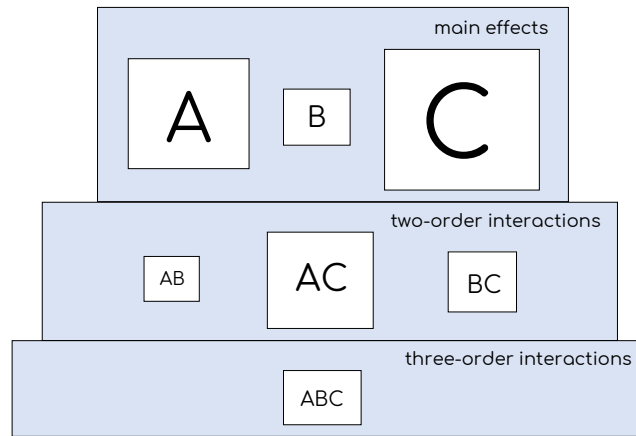 main effects
A
B
C
two-order interactions
AB
AC
BC
three-order interactions
ABC